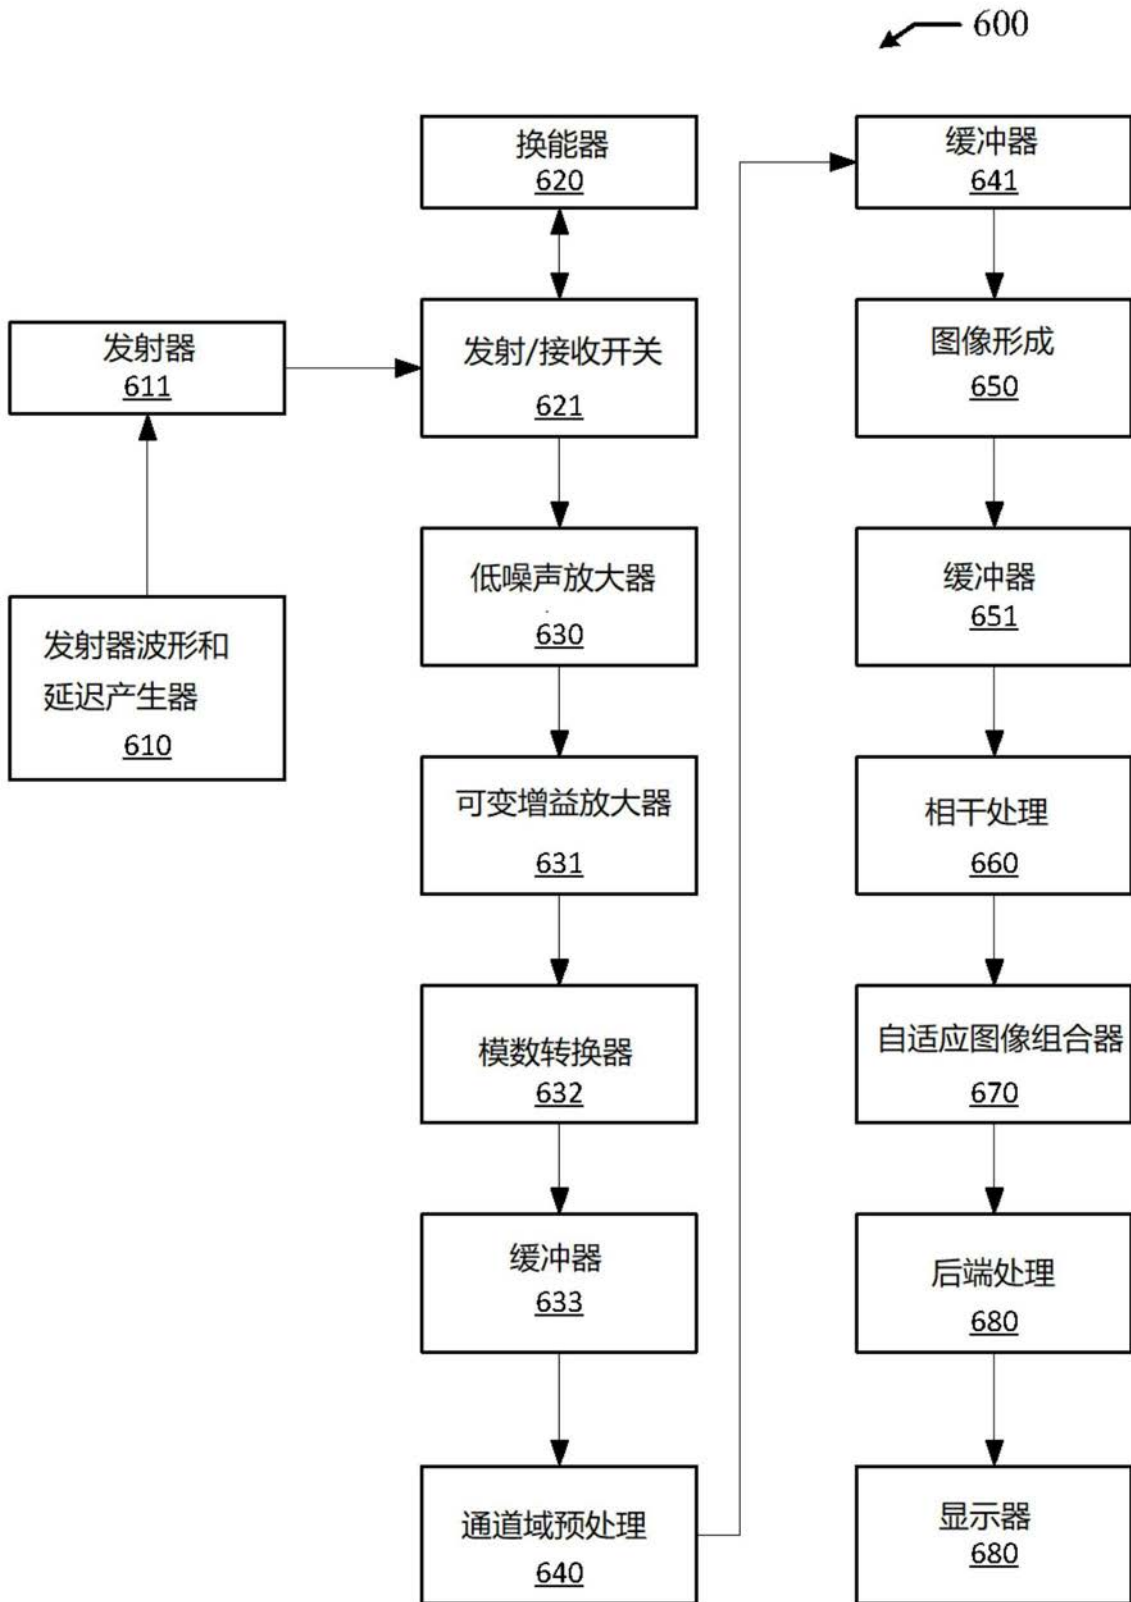 600
换能器
620
发射/接收开关
621
发射器
611
发射器波形和
延迟产生器
610
低噪声放大器
630
可变增益放大器
631
模数转换器
632
缓冲器
633
通道域预处理
640
缓冲器
641
图像形成
650
缓冲器
651
相干处理
660
自适应图像组合器
670
后端处理
680
显示器
680